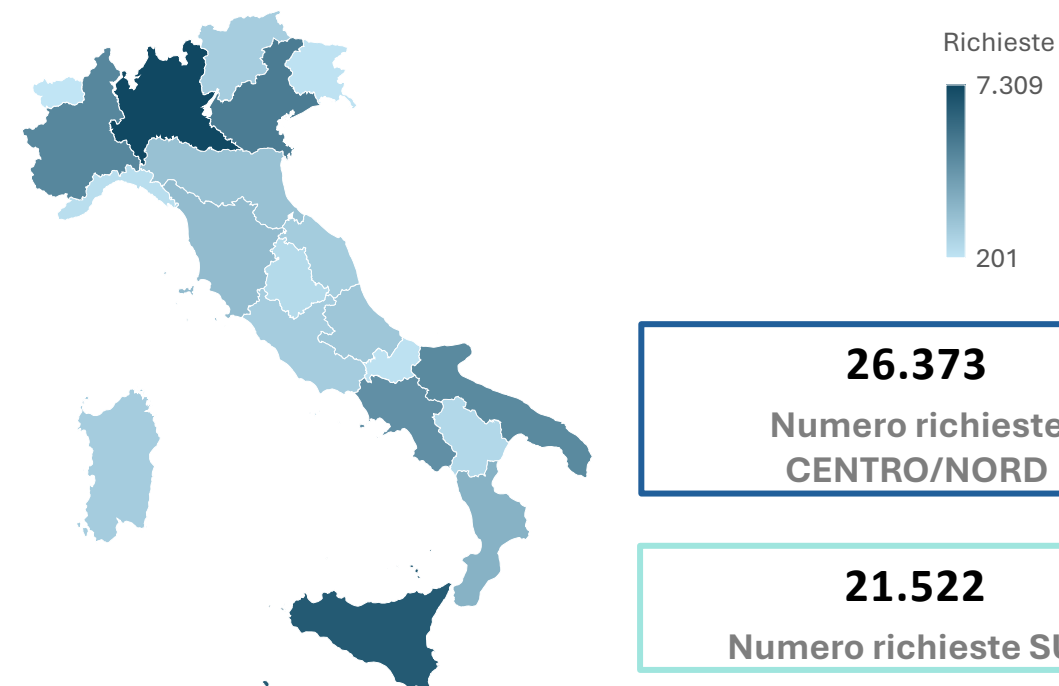 Richieste
7.309
201
26.373
Numero richieste
CENTRO/NORD
21.522
Numero richieste